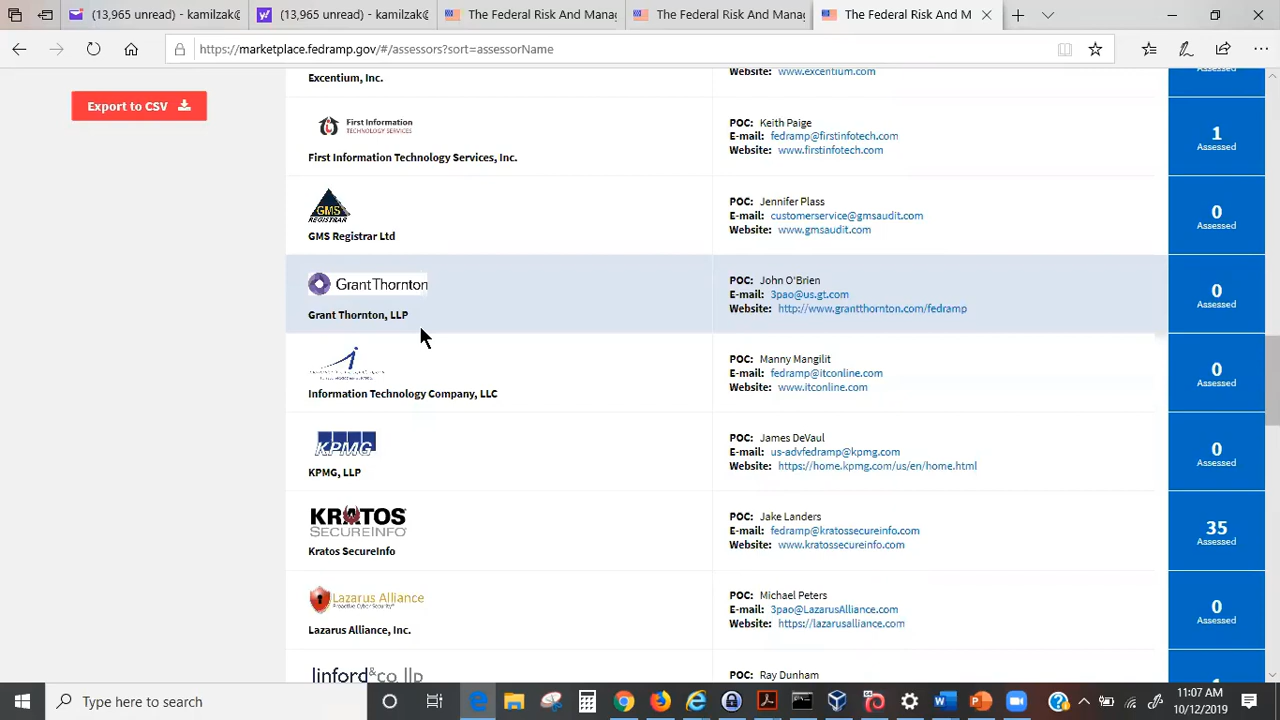 (13,965 unread) - kamilzak
(13,965 unread) - kamilzak
The Federal Risk And Manag
The Federal Risk And Manag
The Federal Risk And M
https://marketplace.fedramp.gov/#/assessors?sort=assessorName
Export to CSV
Excentium, Inc.
Website: www.excentium.com
Assessed
First Information
TECHNOLOGY SERVICES
First Information Technology Services, Inc.
POC: Keith Paige
E-mail: fedramp@firstinfotech.com
Website: www.firstinfotech.com
1
Assessed
GMS
REGISTRAR
GMS Registrar Ltd
POC: Jennifer Plass
E-mail: customerservice@gmsaudit.com
Website: www.gmsaudit.com
0
Assessed
GrantThornton
Grant Thornton, LLP
POC: John O'Brien
E-mail: 3pao@us.gt.com
Website: http://www.grantthornton.com/fedramp
0
Assessed
Information Technology Company, LLC
POC: Manny Mangilit
E-mail: fedramp@itconline.com
Website: www.itconline.com
0
Assessed
KPMG
KPMG, LLP
POC: James DeVaul
E-mail: us-advfedramp@kpmg.com
Website: https://home.kpmg.com/us/en/home.html
0
Assessed
KRATOS
SECUREINFO
Kratos SecureInfo
POC: Jake Landers
E-mail: fedramp@kratossecureinfo.com
Website: www.kratossecureinfo.com
35
Assessed
Lazarus Alliance
Proactive Cyber Security
Lazarus Alliance, Inc.
POC: Michael Peters
E-mail: 3pao@LazarusAlliance.com
Website: https://lazarusalliance.com
0
Assessed
linford&co llp
POC: Ray Dunham
Type here to search
11:07 AM
10/12/2019